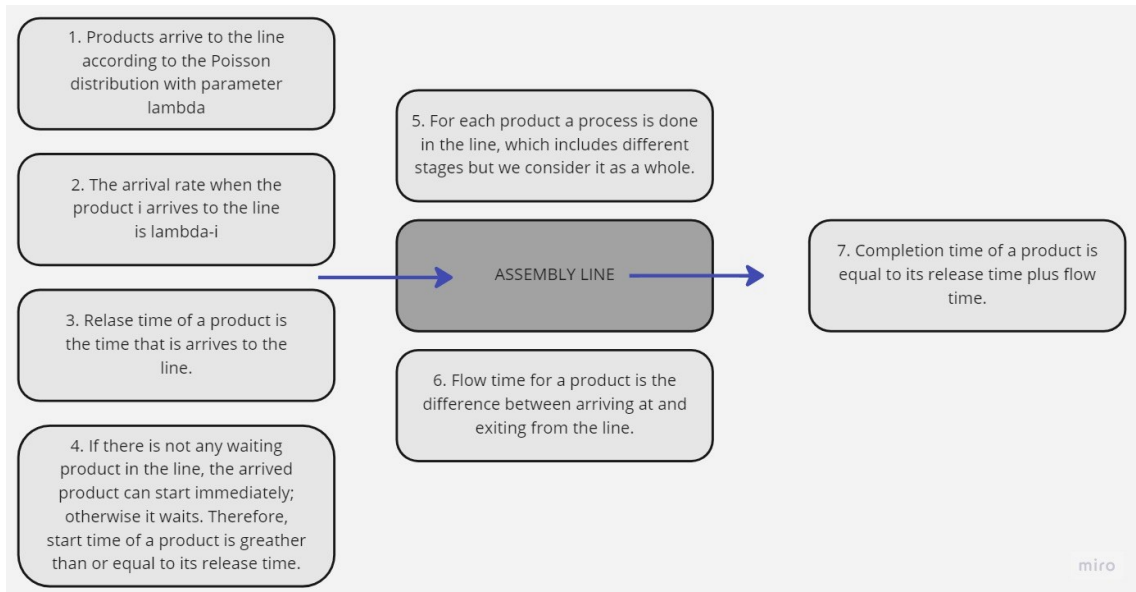 1. Products arrive to the line
according to the Poisson
distribution with parameter
lambda
2. The arrival rate when the
product i arrives to the line
is lambda-i
3. Relase time of a product is
the time that is arrives to the
line.
4. If there is not any waiting
product in the line, the arrived
product can start immediately;
otherwise it waits. Therefore,
start time of a product is greather
than or equal to its release time.
5. For each product a process is done
in the line, which includes different
stages but we consider it as a whole.
ASSEMBLY LINE
6. Flow time for a product is the
difference between arriving at and
exiting from the line.
7. Completion time of a product is
equal to its release time plus flow
time.
miro